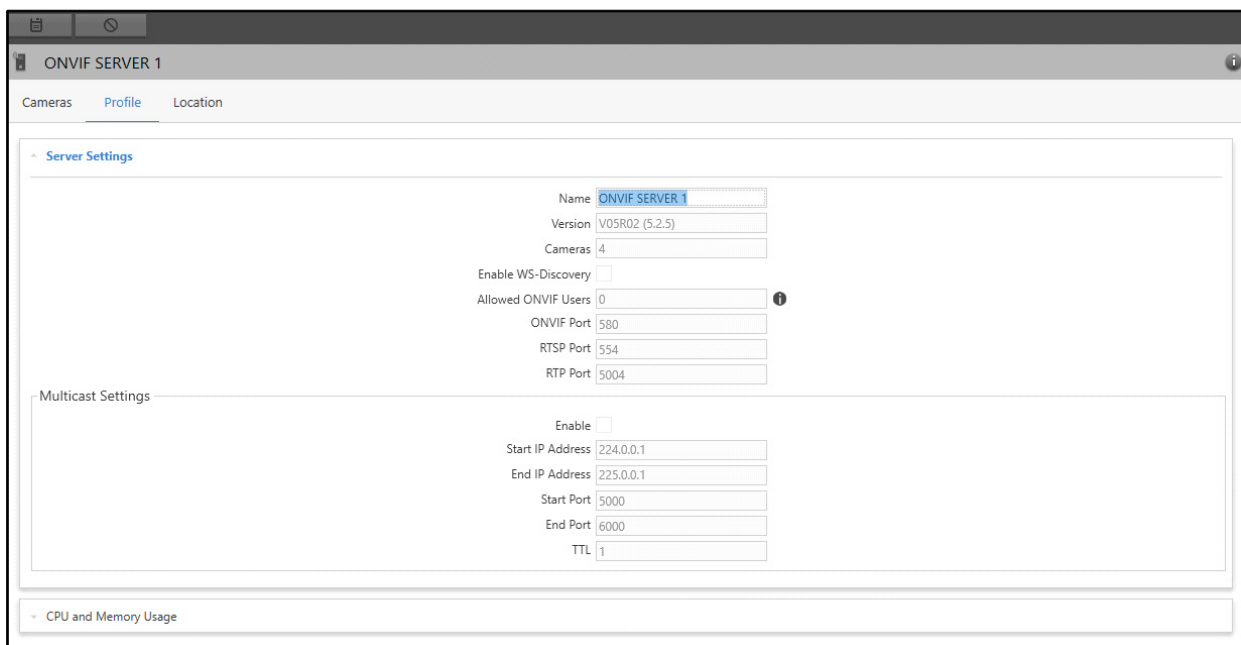 ONVIF SERVER 1
Cameras Profile Location
Server Settings
Name ONVIF SERVER 1
Version V05R02 (5.2.5)
Cameras 4
Enable WS-Discovery
Allowed ONVIF Users 0
ONVIF Port 580
RTSP Port 554
RTP Port 5004
Multicast Settings
Enable
Start IP Address 224.0.0.1
End IP Address 225.0.0.1
Start Port 5000
End Port 6000
TTL 1
CPU and Memory Usage